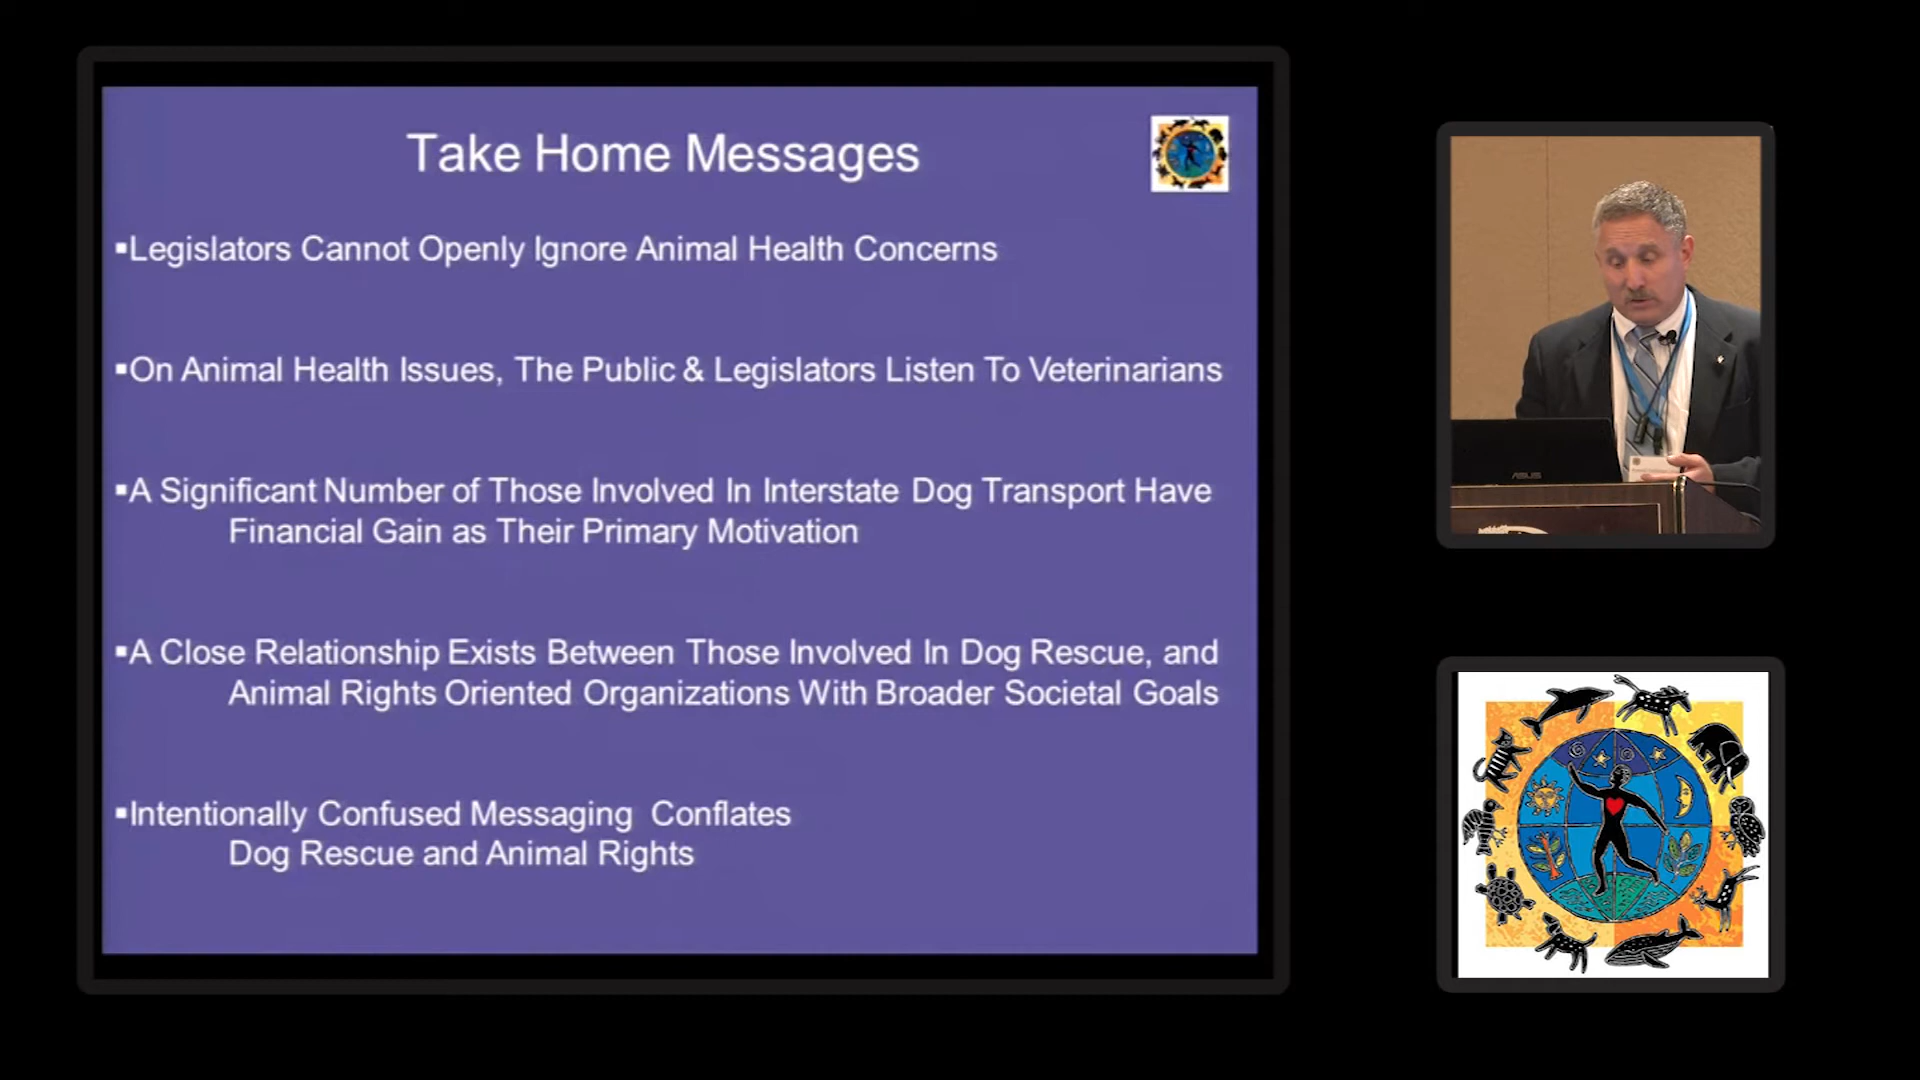 Take Home Messages
▪Legislators Cannot Openly Ignore Animal Health Concerns
▪On Animal Health Issues, The Public & Legislators Listen To Veterinarians
▪A Significant Number of Those Involved In Interstate Dog Transport Have
Financial Gain as Their Primary Motivation
▪A Close Relationship Exists Between Those Involved In Dog Rescue, and
Animal Rights Oriented Organizations With Broader Societal Goals
▪Intentionally Confused Messaging Conflates
Dog Rescue and Animal Rights
ASUS